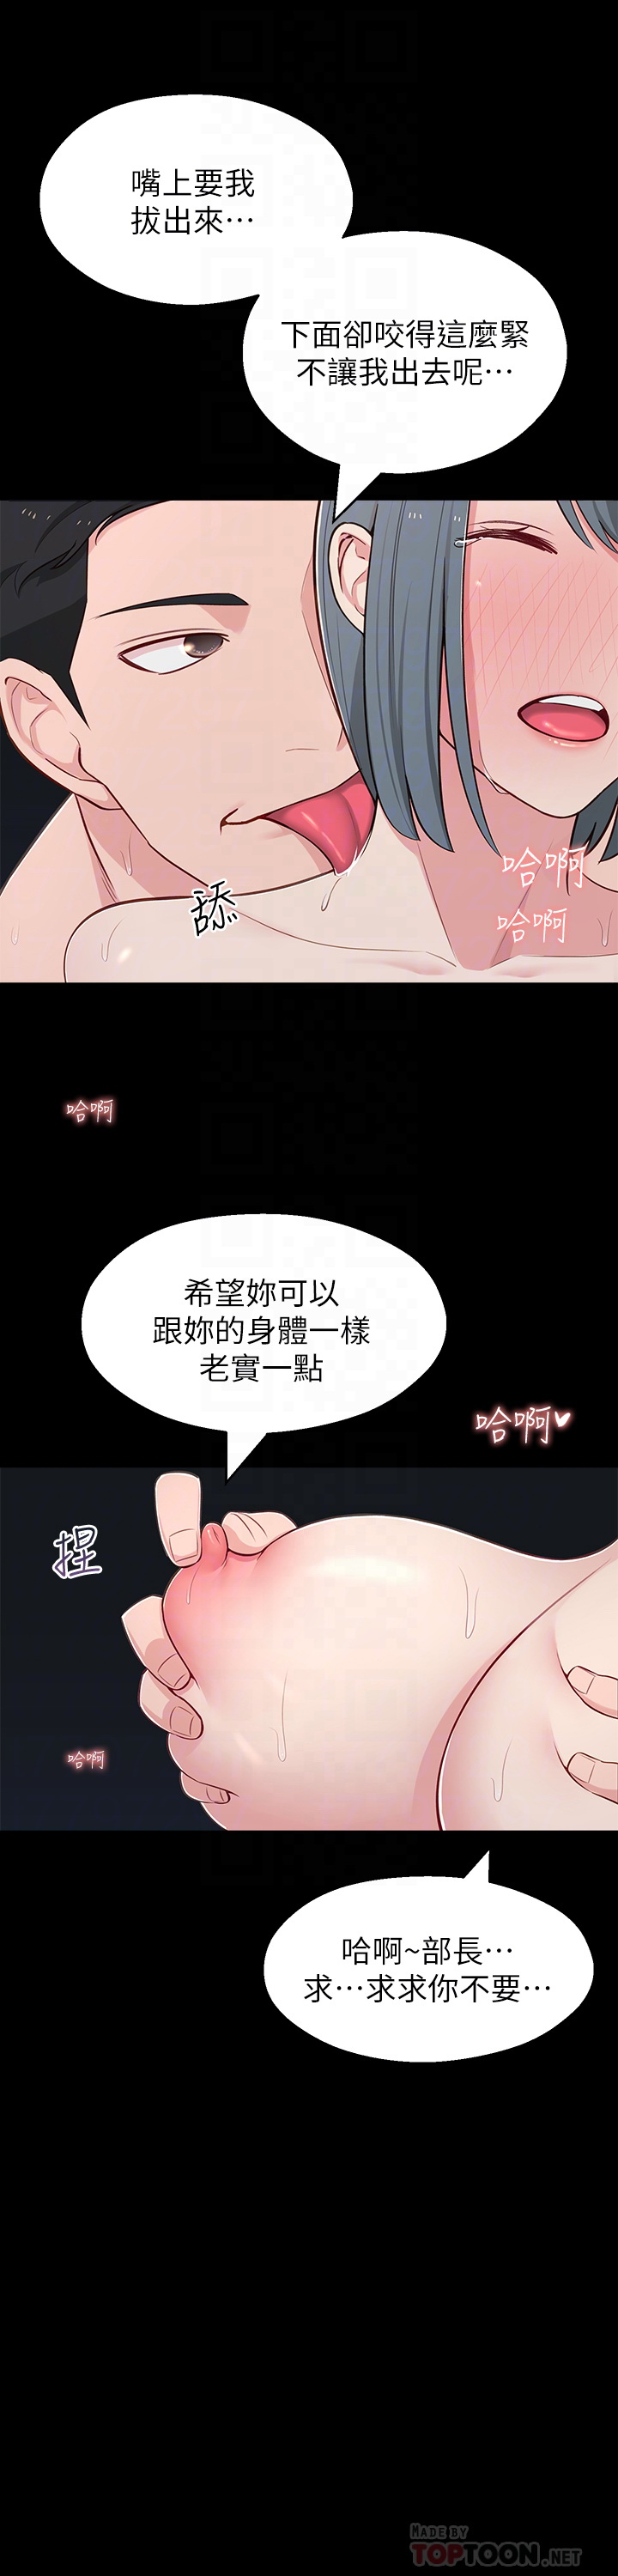 嘴上要我
拔出來⋯
下面卻咬得這麼緊
不讓我出去呢⋯
舔
哈啊
哈啊
哈啊
希望妳可以
跟妳的身體一樣
老實一點
哈啊♥
捏
哈啊
哈啊~部長⋯
求⋯求求你不要⋯
MADE BY
TOPTOON.NET